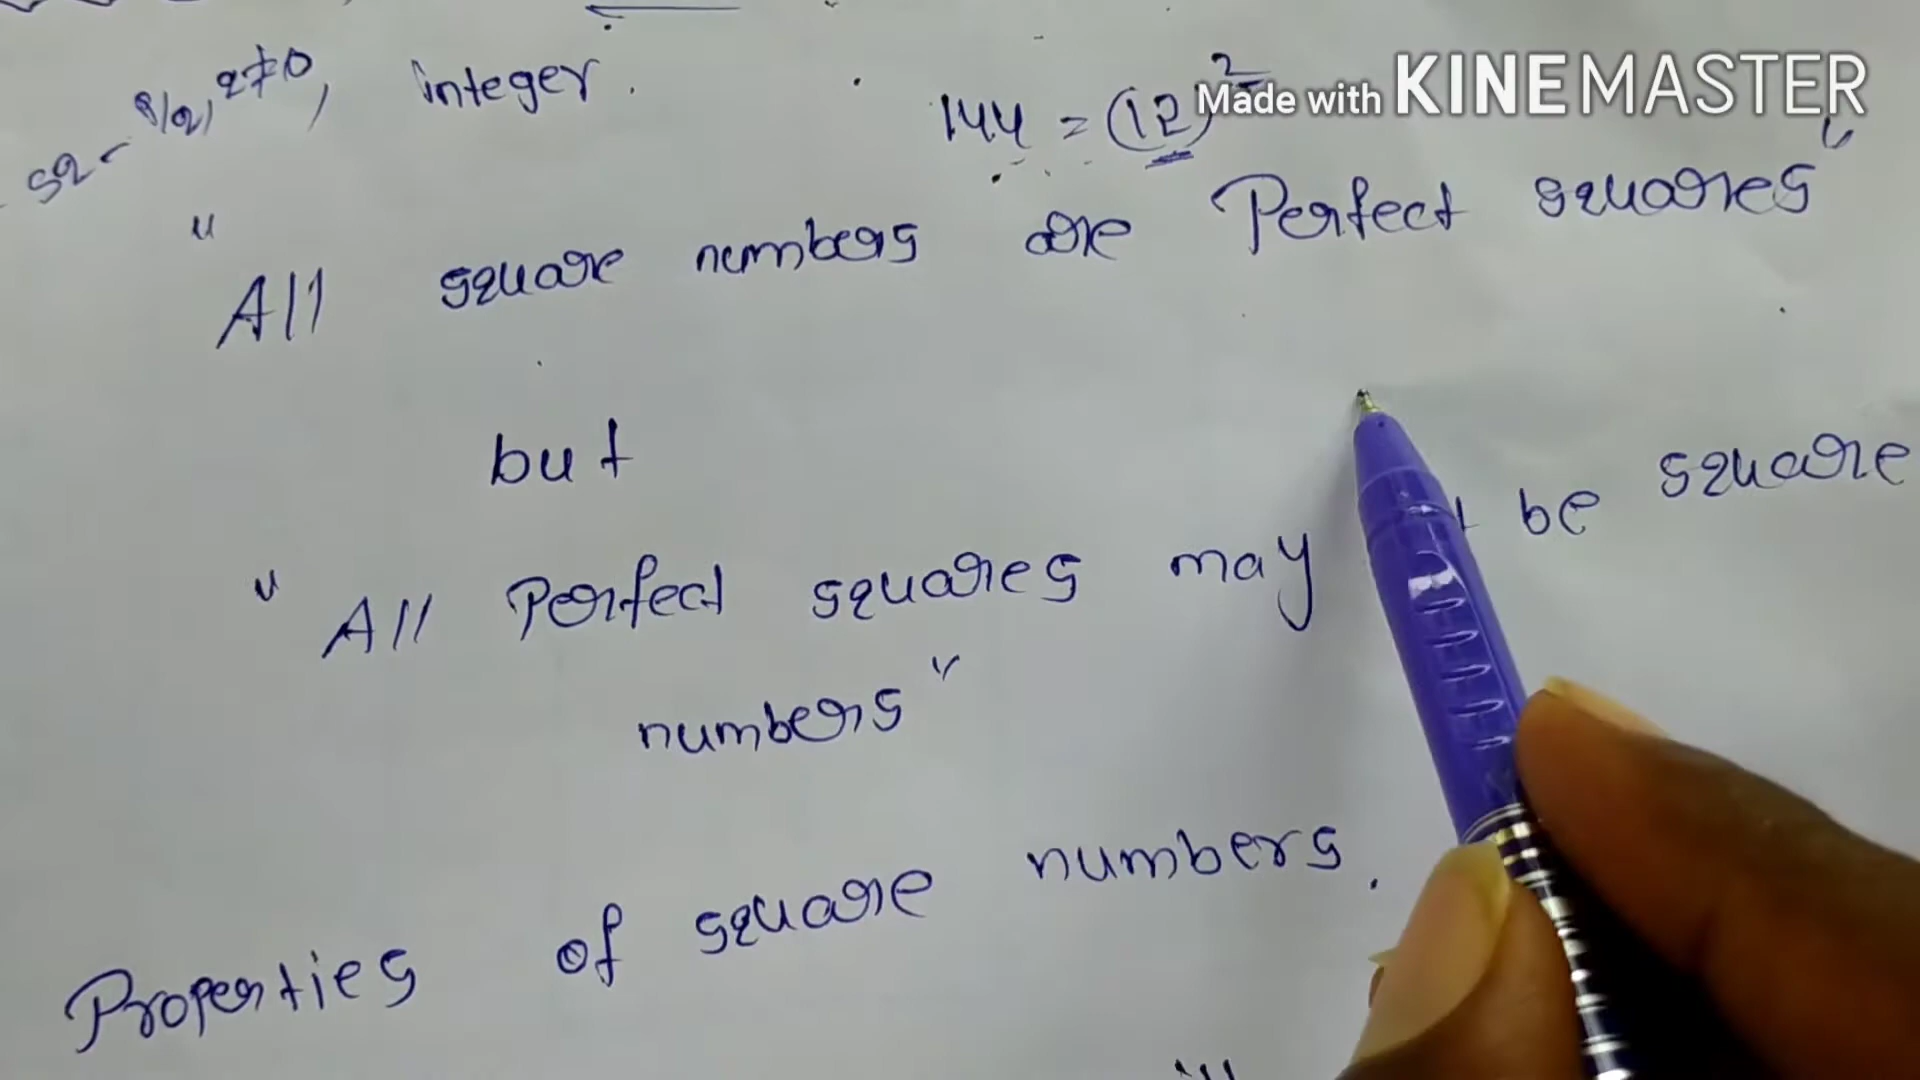 p/q, q≠0, integer.
144 = (12)²
Made with KINEMASTER
"All square numbers are Perfect squares"
but
"All Perfect squares may be square
numbers"
Properties of square numbers.